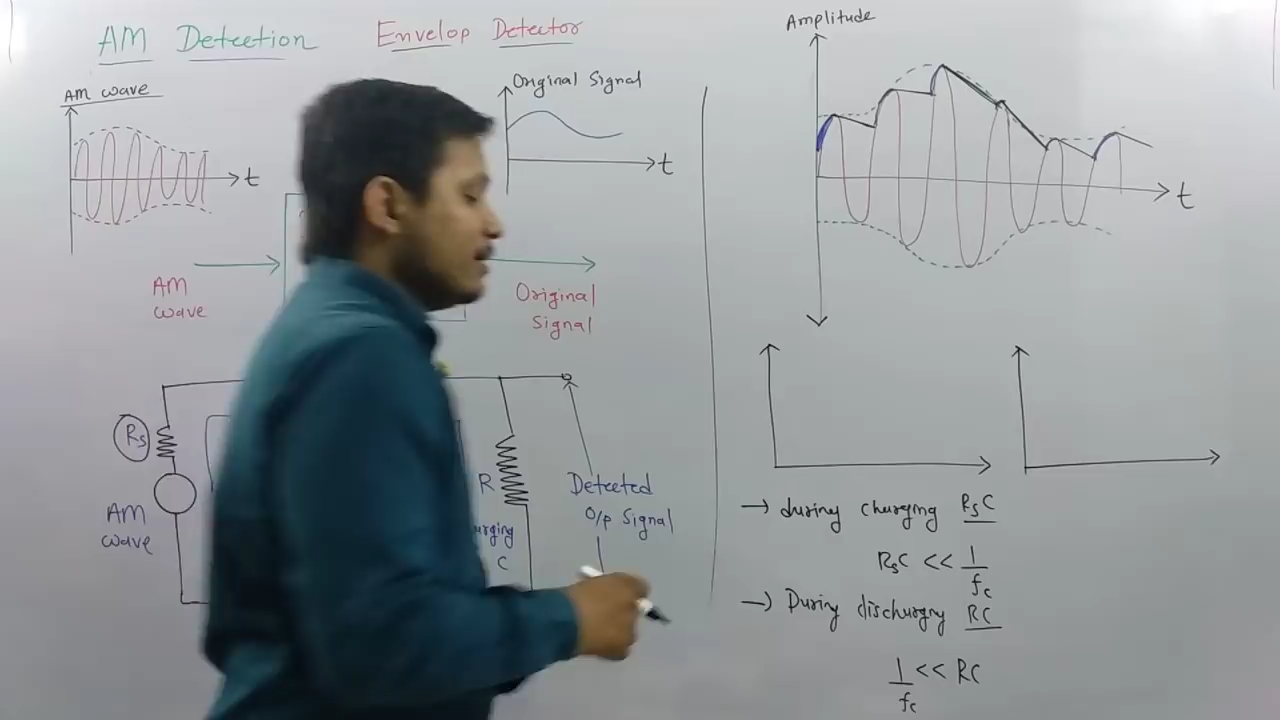 AM Detection Envelop Detector
AM wave
t
Original Signal
t
AM
wave
Original
Signal
Rs
AM
wave
R
C
Detected
O/p Signal
Amplitude
t
→ during charging RsC
RsC << 1/fc
→ During dischurgny RC
1/fc << RC